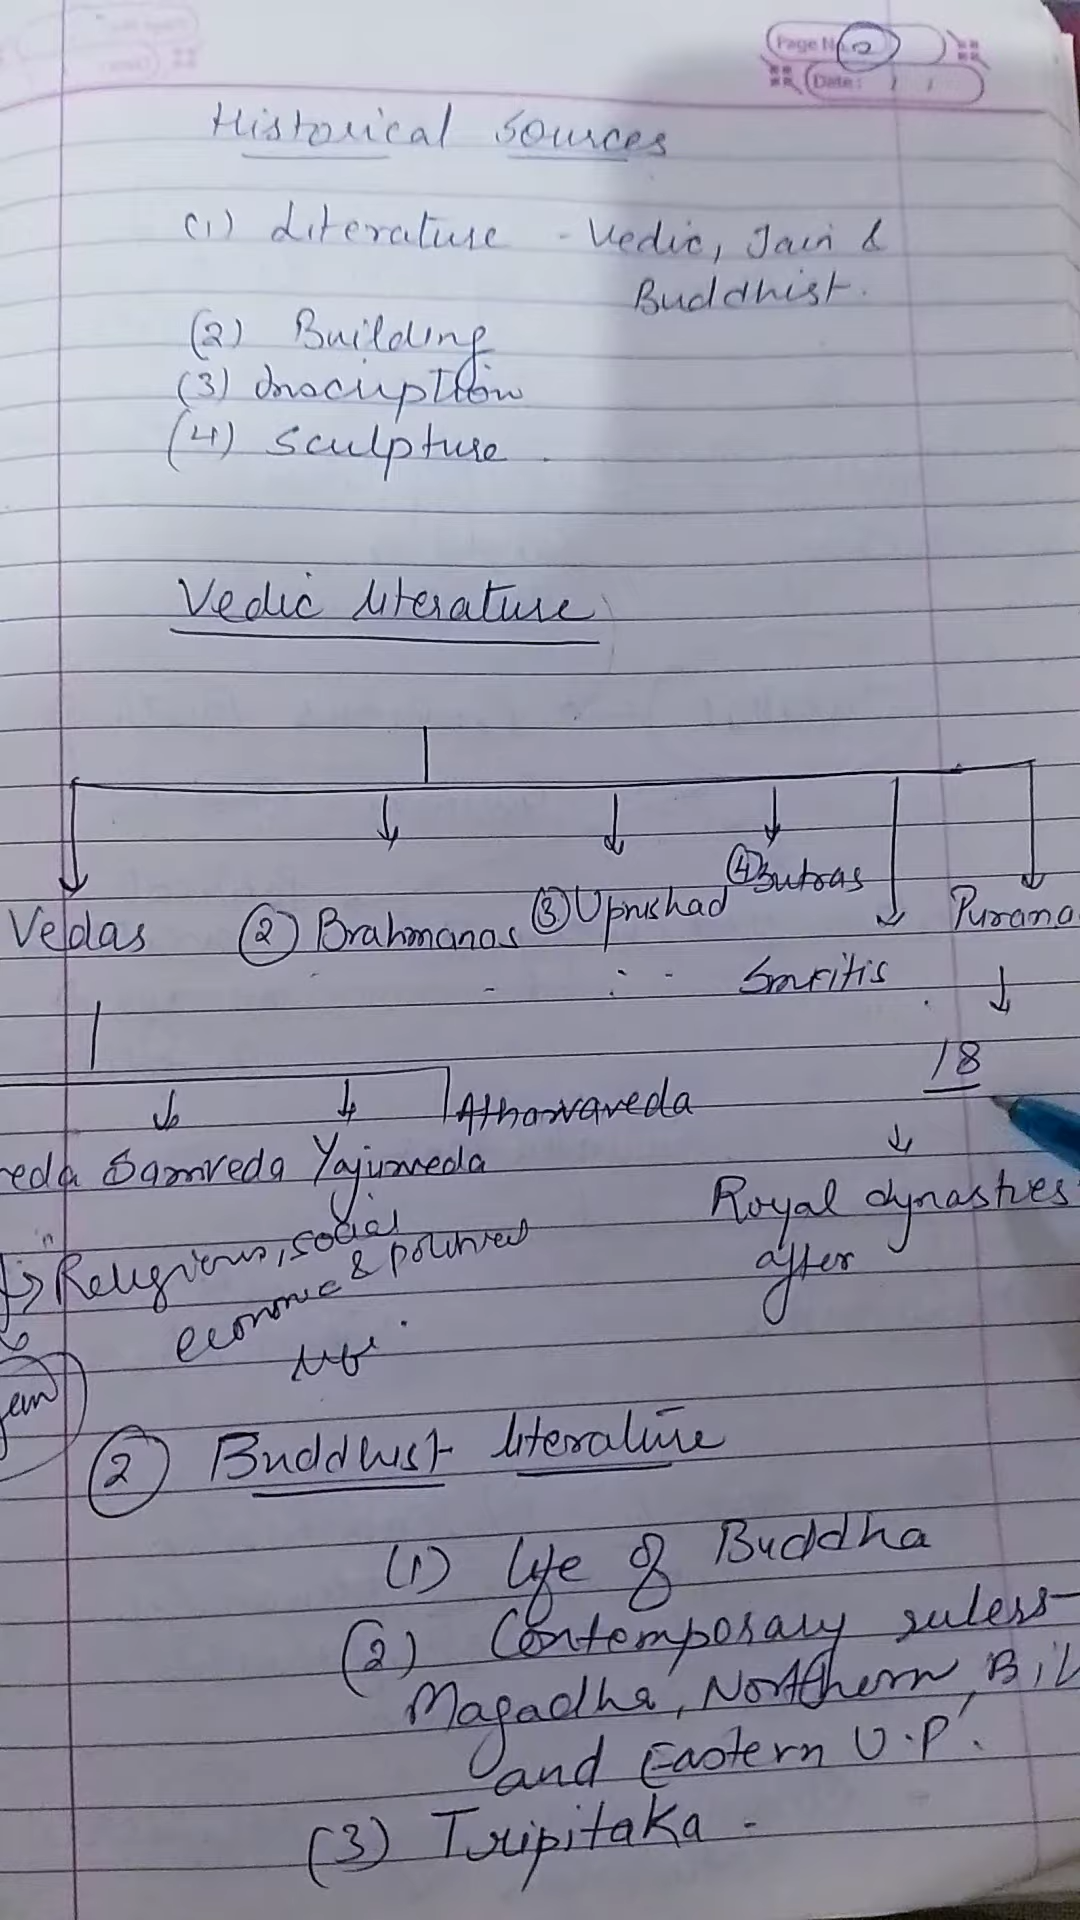 Page No. 2
Date: / /
Historical Sources
(1) Literature - Vedic, Jain &
Buddhist.
(2) Building
(3) Inscription
(4) Sculpture.
Vedic literature
Vedas ② Brahmanas ③ Upnishad ④ Sutras Purana
Smritis
18
Atharvaveda
eda Samveda Yajurveda
Royal dynasties
after
Religious, social
economic & political
life.
② Buddhist literature
(1) life of Buddha
(2) Contemporary rulers-
Magadha, Northern, Bi
and Eastern U.P.
(3) Tripitaka -